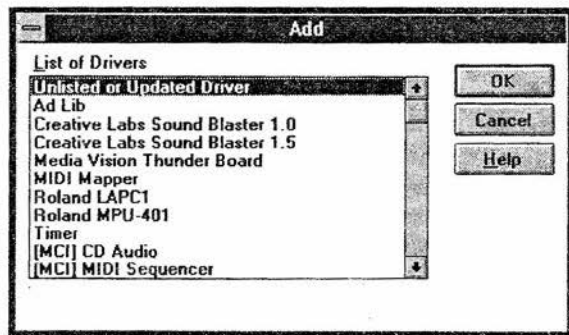 Add
List of Drivers
Unlisted or Updated Driver
Ad Lib
Creative Labs Sound Blaster 1.0
Creative Labs Sound Blaster 1.5
Media Vision Thunder Board
MIDI Mapper
Roland LAPC1
Roland MPU-401
Timer
[MCI] CD Audio
[MCI] MIDI Sequencer
OK
Cancel
Help